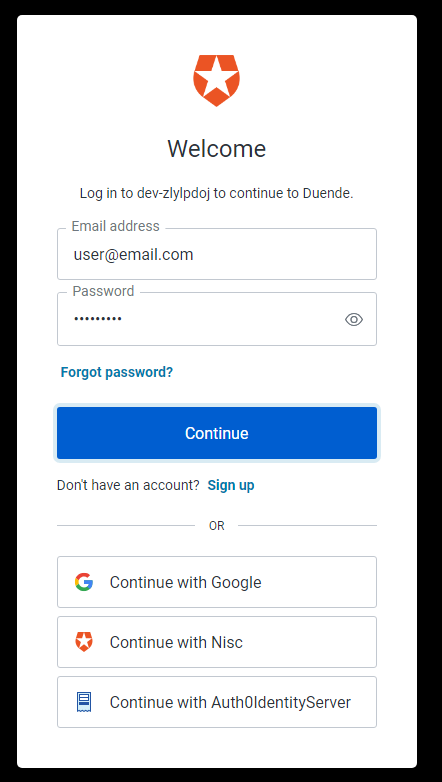 Welcome
Log in to dev-zlylpdoj to continue to Duende.
Email address
user@email.com
Password
•••••••••
Forgot password?
Continue
Don't have an account? Sign up
OR
Continue with Google
Continue with Nisc
Continue with Auth0IdentityServer